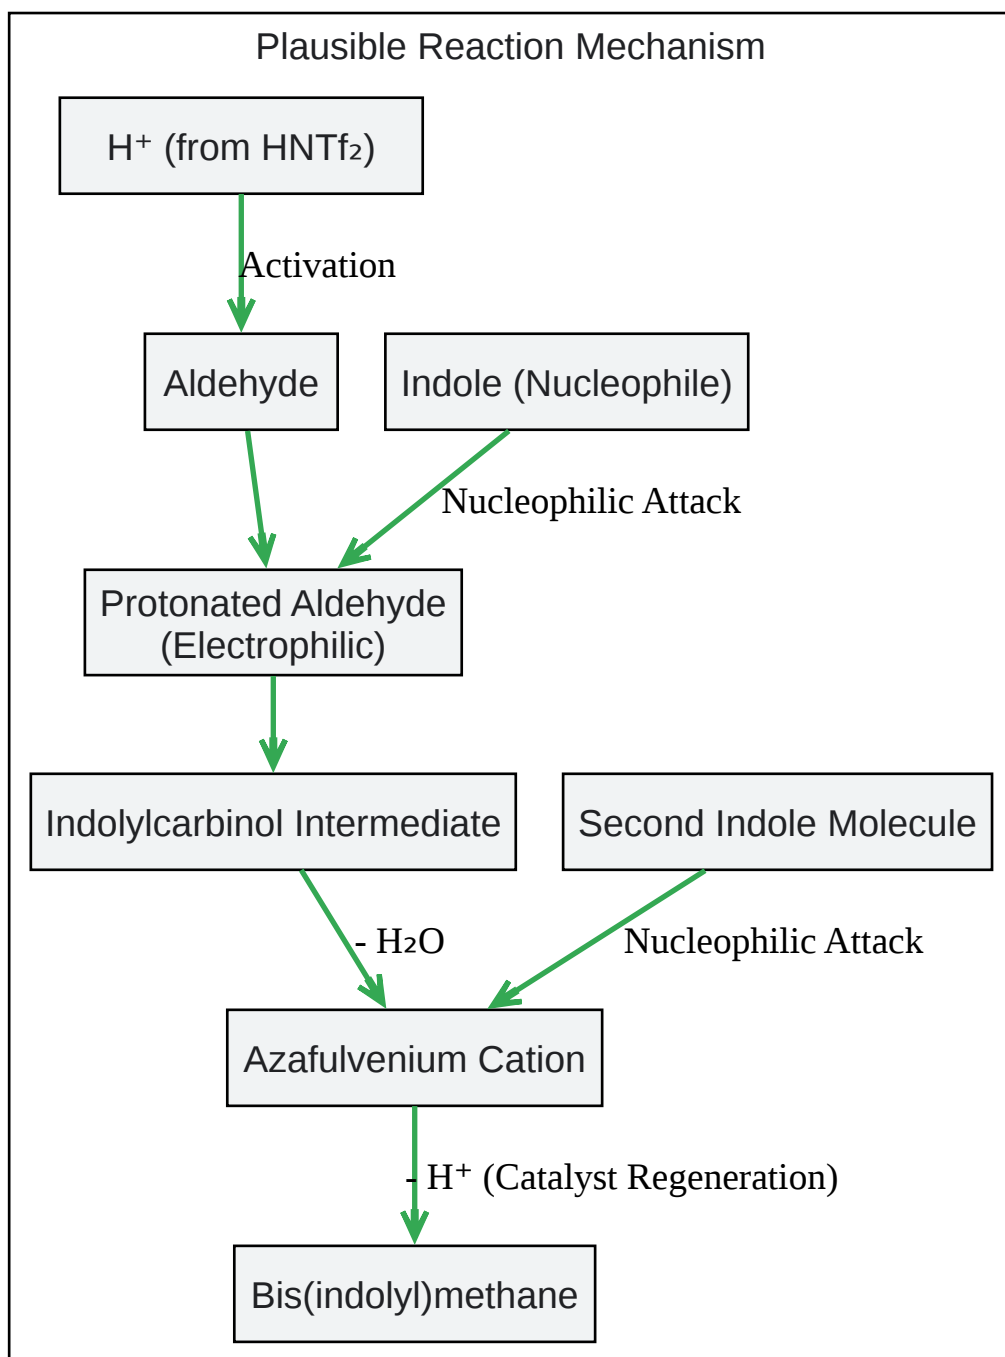 Plausible Reaction Mechanism
H⁺ (from HNTf₂)
Activation
Aldehyde
Indole (Nucleophile)
Nucleophilic Attack
Protonated Aldehyde
(Electrophilic)
Indolylcarbinol Intermediate
Second Indole Molecule
- H₂O
Nucleophilic Attack
Azafulvenium Cation
- H⁺ (Catalyst Regeneration)
Bis(indolyl)methane